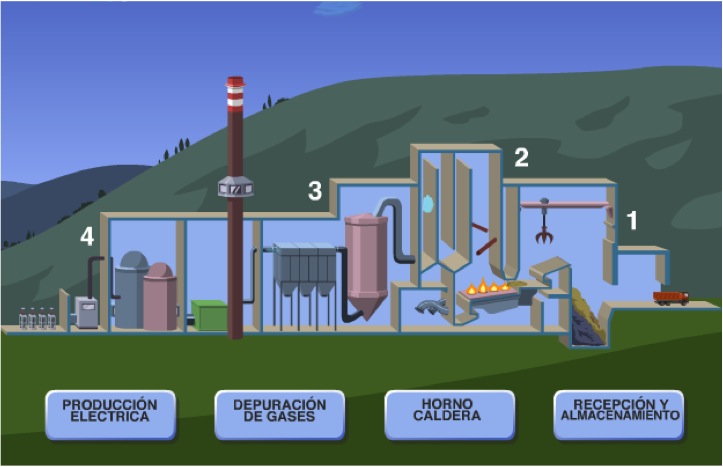 2
3
1
4
PRODUCCIÓN
ELECTRICA
DEPURACIÓN
DE GASES
HORNO
CALDERA
RECEPCIÓN Y
ALMACENAMIENTO